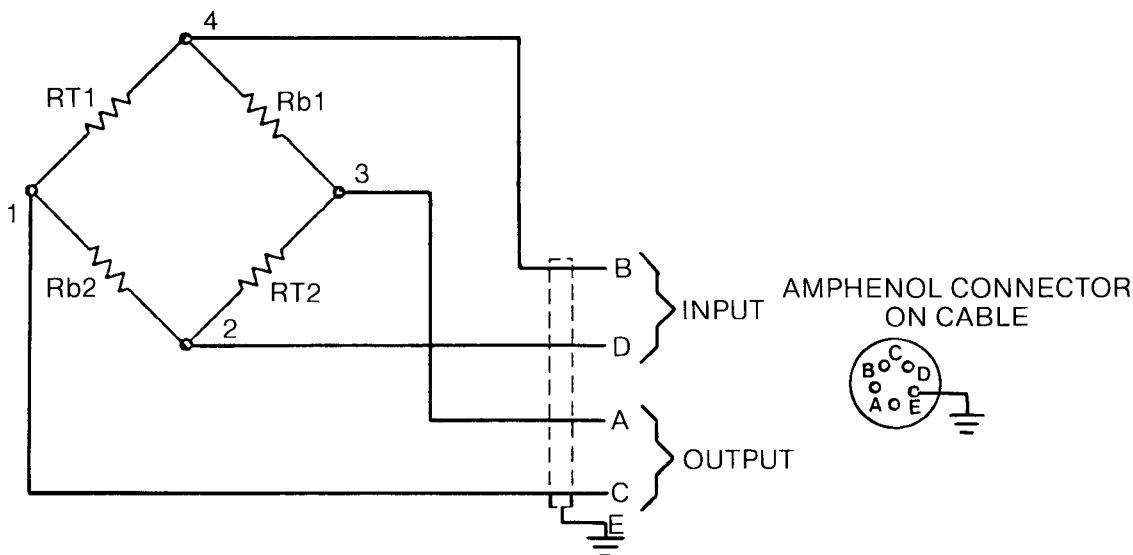 4
RT1
Rb1
3
1
Rb2
RT2
2
B
INPUT
D
A
OUTPUT
C
E
AMPHENOL CONNECTOR
ON CABLE
C
B
D
A
E